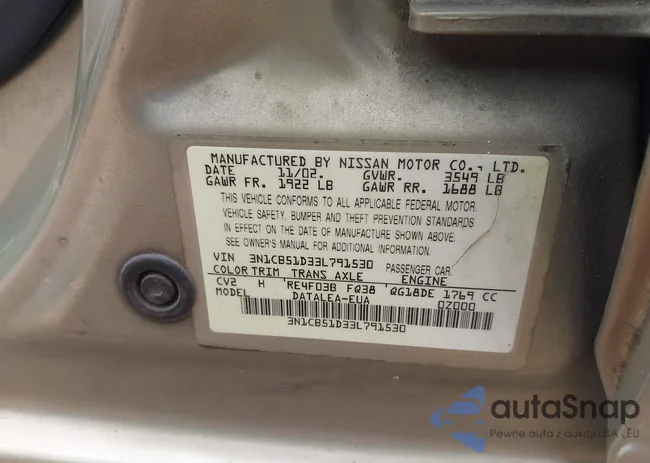 MANUFACTURED BY NISSAN MOTOR CO., LTD.
DATE 11/02. GVWR. 3549 LB
GAWR FR. 1922 LB GAWR RR. 1688 LB
THIS VEHICLE CONFORMS TO ALL APPLICABLE FEDERAL MOTOR.
VEHICLE SAFETY, BUMPER AND THEFT PREVENTION STANDARDS
IN EFFECT ON THE DATE OF MANUFACTURE SHOWN ABOVE.
SEE OWNER'S MANUAL FOR ADDITIONAL INFORMATION.
VIN 3N1CB51D33L791530 PASSENGER CAR
COLOR TRIM TRANS AXLE ENGINE
CV2 H RE4F03B FQ38 QG18DE 1769 CC
MODEL DATALEA-EUA 0Z000
3N1CB51D33L791530
autaSnap
Pewne auta z aukcji USA i EU